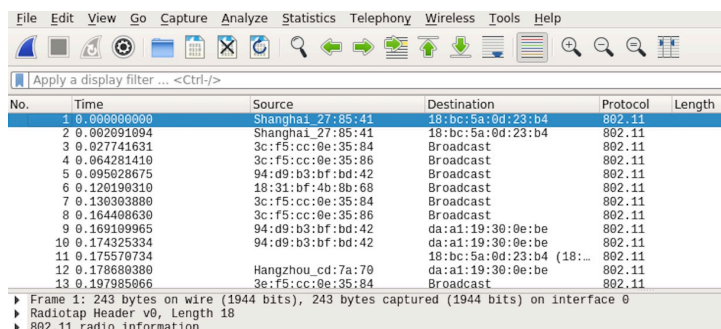 File Edit View Go Capture Analyze Statistics Telephony Wireless Tools Help
Apply a display filter ... <Ctrl-/>
No. Time Source Destination Protocol Length
1 0.000000000 Shanghai_27:85:41 18:bc:5a:0d:23:b4 802.11
2 0.002091094 Shanghai_27:85:41 18:bc:5a:0d:23:b4 802.11
3 0.027741631 3c:f5:cc:0e:35:84 Broadcast 802.11
4 0.064281410 3c:f5:cc:0e:35:86 Broadcast 802.11
5 0.095028675 94:d9:b3:bf:bd:42 Broadcast 802.11
6 0.120190310 18:31:bf:4b:8b:68 Broadcast 802.11
7 0.130303880 3c:f5:cc:0e:35:84 Broadcast 802.11
8 0.164408630 3c:f5:cc:0e:35:86 Broadcast 802.11
9 0.169109965 94:d9:b3:bf:bd:42 da:a1:19:30:0e:be 802.11
10 0.174325334 94:d9:b3:bf:bd:42 da:a1:19:30:0e:be 802.11
11 0.175570734 18:bc:5a:0d:23:b4 (18:… 802.11
12 0.178680380 Hangzhou_cd:7a:70 da:a1:19:30:0e:be 802.11
13 0.197985066 3e:f5:cc:0e:35:84 Broadcast 802.11
Frame 1: 243 bytes on wire (1944 bits), 243 bytes captured (1944 bits) on interface 0
Radiotap Header v0, Length 18
802.11 radio information